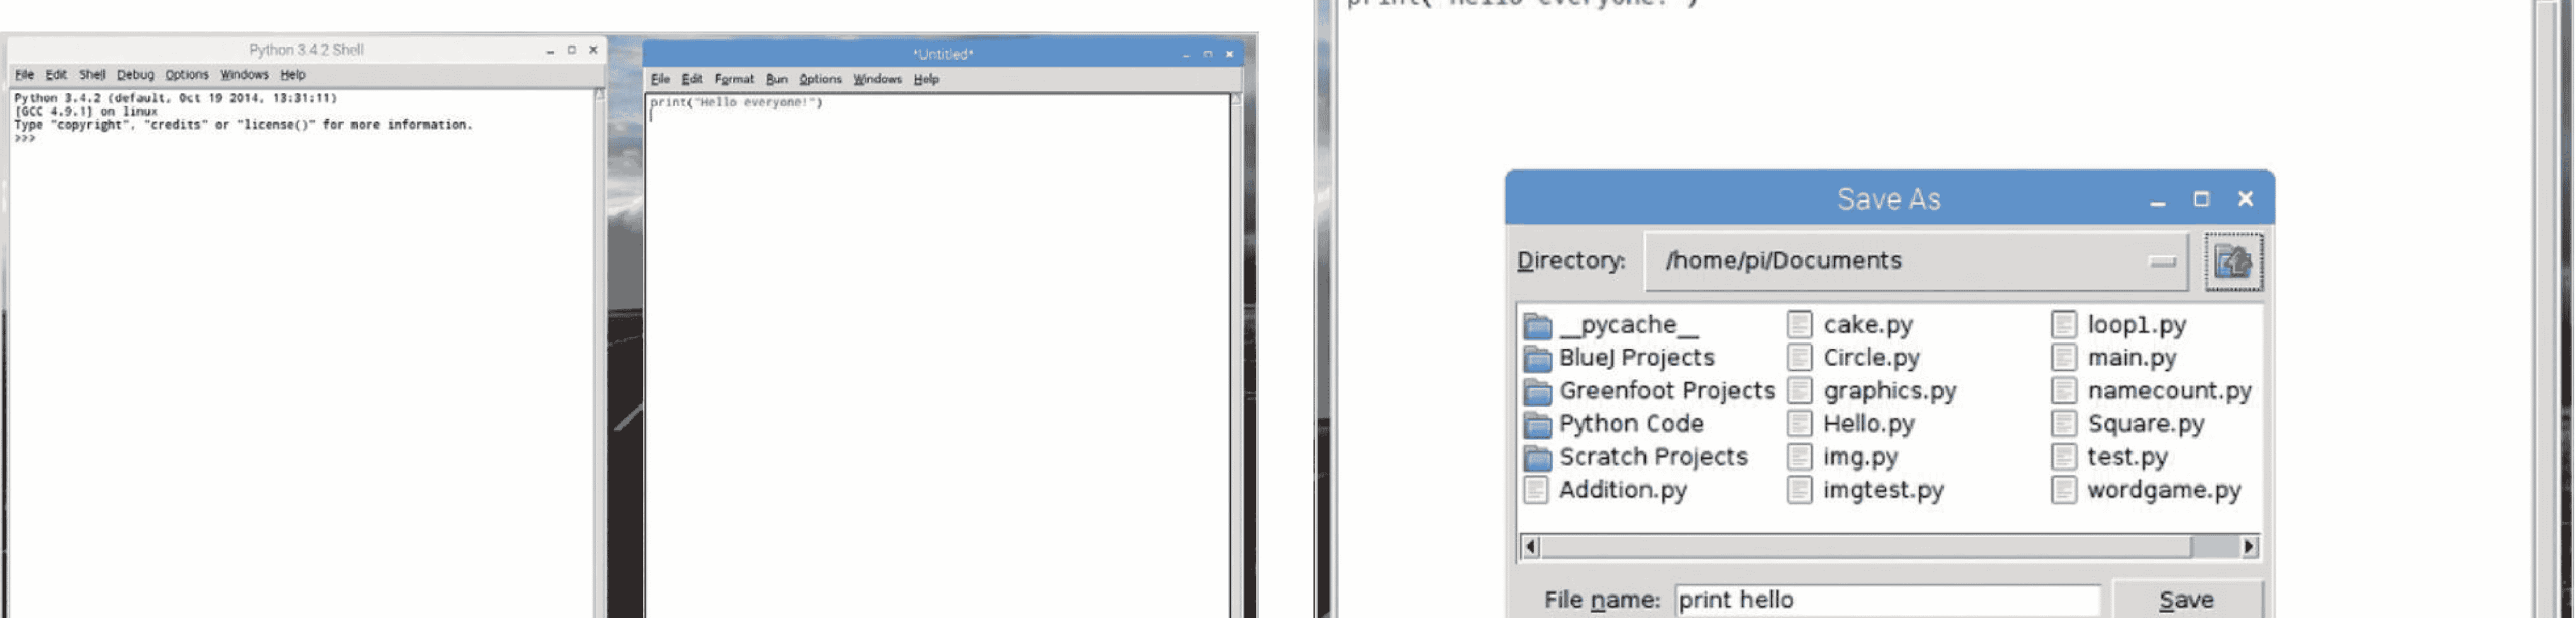 Python 3.4.2 Shell
File Edit Shell Debug Options Windows Help
Python 3.4.2 (default, Oct 19 2014, 13:31:11)
[GCC 4.9.1] on linux
Type "copyright", "credits" or "license()" for more information.
>>>
*Untitled*
File Edit Format Run Options Windows Help
print("Hello everyone!")
print("Hello everyone!")
Save As
Directory: /home/pi/Documents
__pycache__ cake.py loop1.py
BlueJ Projects Circle.py main.py
Greenfoot Projects graphics.py namecount.py
Python Code Hello.py Square.py
Scratch Projects img.py test.py
Addition.py imgtest.py wordgame.py
File name: print hello Save